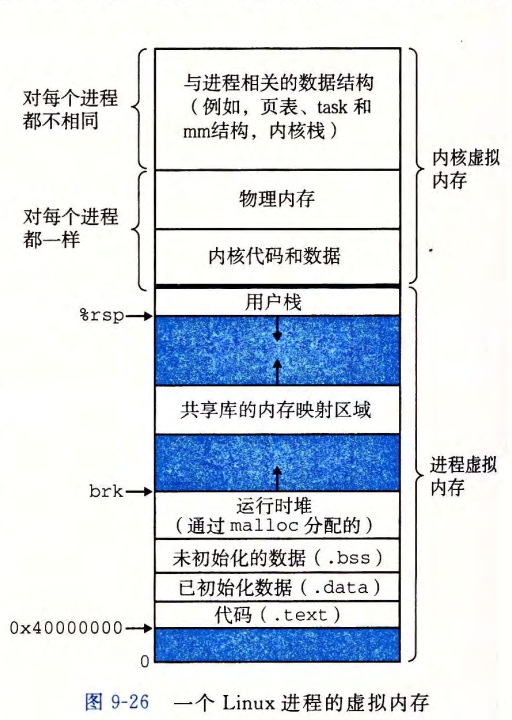 对每个进程
都不相同
与进程相关的数据结构
(例如，页表、task 和
mm结构，内核栈)
内核虚拟
内存
对每个进程
都一样
物理内存
内核代码和数据
用户栈
%rsp
共享库的内存映射区域
进程虚拟
内存
brk
运行时堆
(通过 malloc 分配的)
未初始化的数据(.bss)
已初始化数据(.data)
代码(.text)
0x40000000
0
图 9-26 一个 Linux 进程的虚拟内存